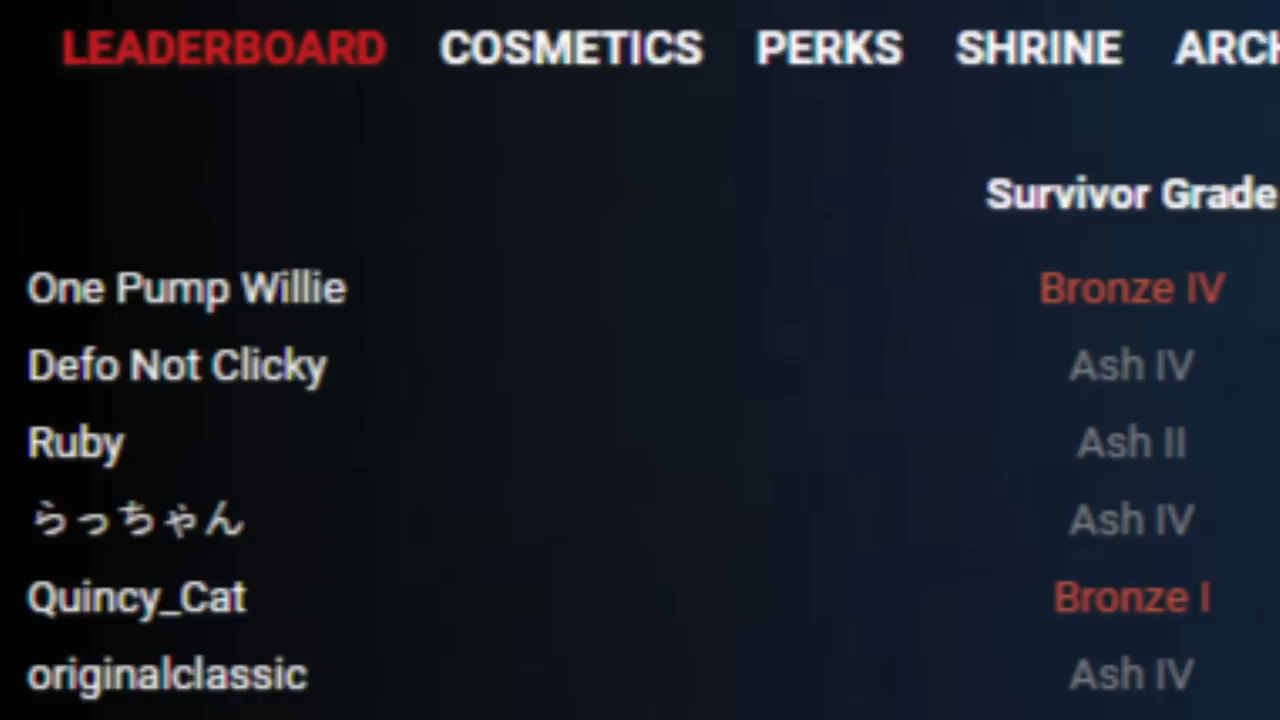 LEADERBOARD COSMETICS PERKS SHRINE
Survivor Grade
One Pump Willie Bronze IV
Defo Not Clicky Ash IV
Ruby Ash II
らっちゃん Ash IV
Quincy_Cat Bronze I
originalclassic Ash IV